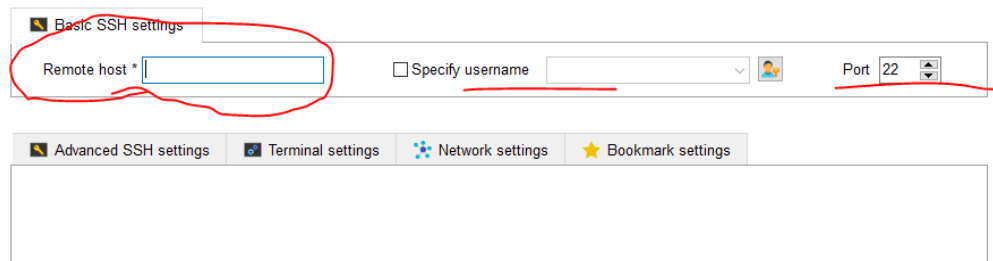 Basic SSH settings
Remote host * Specify username Port 22
Advanced SSH settings Terminal settings Network settings Bookmark settings